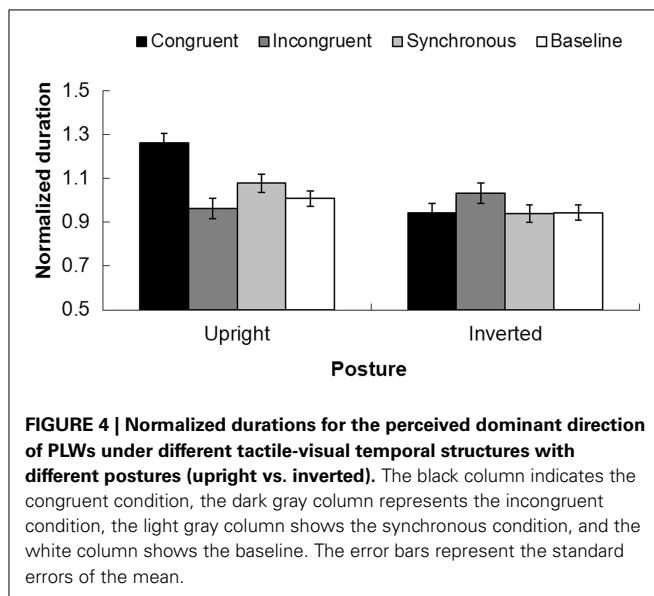 Congruent Incongruent Synchronous Baseline
1.5
1.3
1.1
0.9
0.7
0.5
Normalized duration
Upright Inverted
Posture
FIGURE 4 | Normalized durations for the perceived dominant direction
of PLWs under different tactile-visual temporal structures with
different postures (upright vs. inverted). The black column indicates the
congruent condition, the dark gray column represents the incongruent
condition, the light gray column shows the synchronous condition, and the
white column shows the baseline. The error bars represent the standard
errors of the mean.